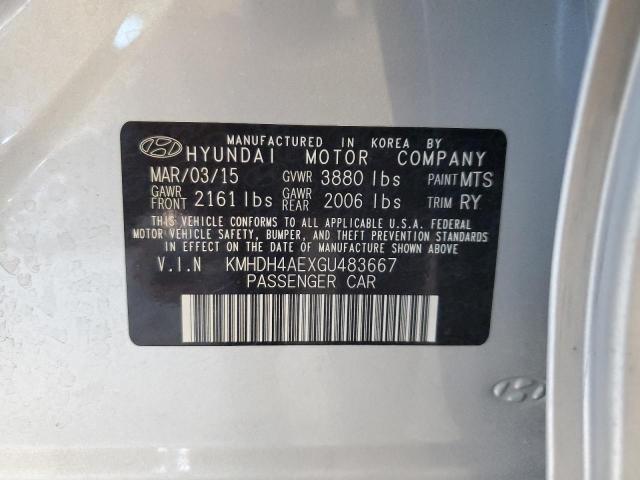 MANUFACTURED IN KOREA BY
HYUNDAI MOTOR COMPANY
MAR/03/15 GVWR 3880 lbs PAINT MTS
GAWR FRONT 2161 lbs GAWR REAR 2006 lbs TRIM RY
THIS VEHICLE CONFORMS TO ALL APPLICABLE U.S.A. FEDERAL
MOTOR VEHICLE SAFETY, BUMPER, AND THEFT PREVENTION STANDARDS
IN EFFECT ON THE DATE OF MANUFACTURE SHOWN ABOVE.
V.I.N KMHDH4AEXGU483667
PASSENGER CAR